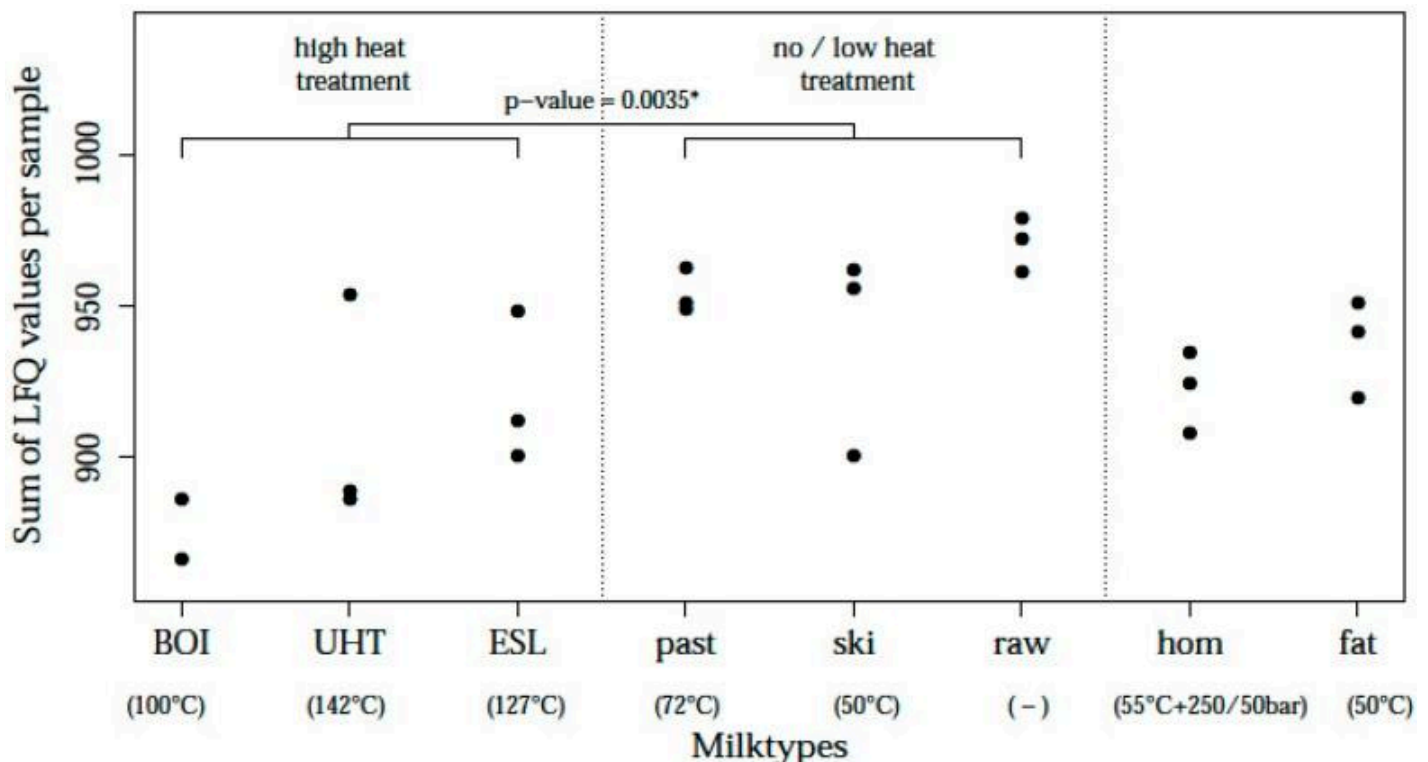 high heat
treatment
no / low heat
treatment
p-value = 0.0035*
Sum of LFQ values per sample
1000
950
900
BOI UHT ESL past ski raw hom fat
(100°C) (142°C) (127°C) (72°C) (50°C) (-) (55°C+250/50bar) (50°C)
Milktypes